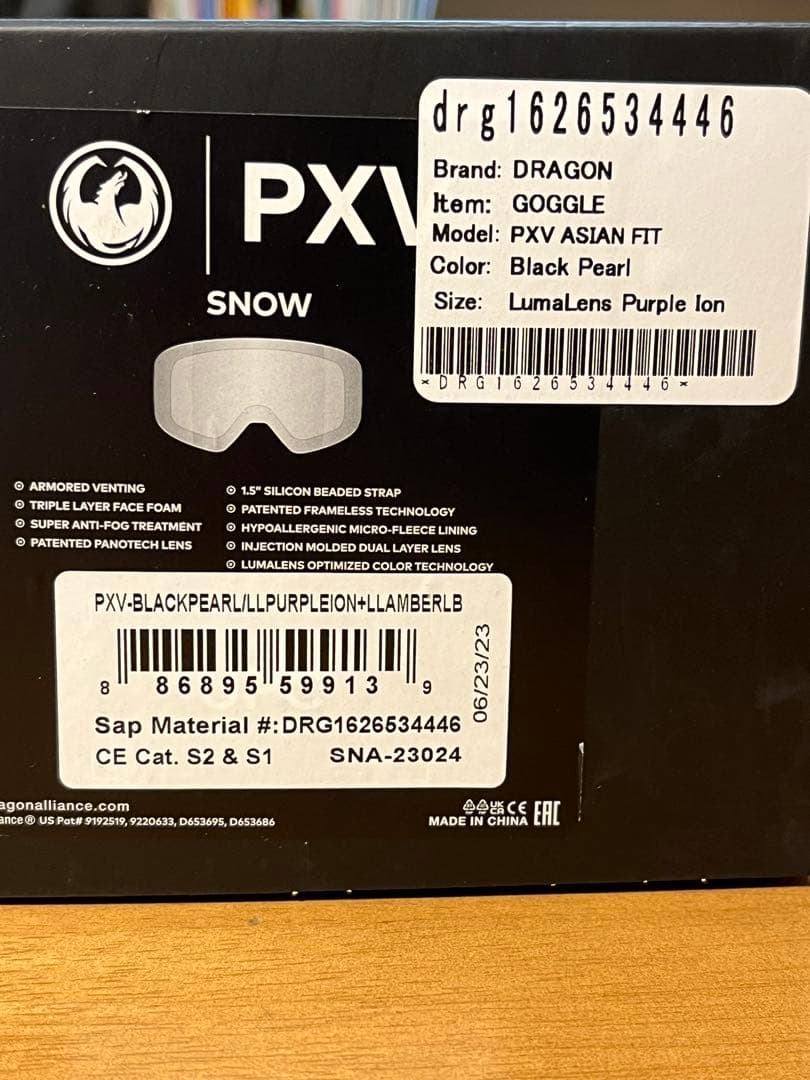 drg1626534446
Brand: DRAGON
Item: GOGGLE
Model: PXV ASIAN FIT
Color: Black Pearl
Size: LumaLens Purple Ion
*DRG1626534446*
PXV
SNOW
ARMORED VENTING
TRIPLE LAYER FACE FOAM
SUPER ANTI-FOG TREATMENT
PATENTED PANOTECH LENS
1.5" SILICON BEADED STRAP
PATENTED FRAMELESS TECHNOLOGY
HYPOALLERGENIC MICRO-FLEECE LINING
INJECTION MOLDED DUAL LAYER LENS
LUMALENS OPTIMIZED COLOR TECHNOLOGY
PXV-BLACKPEARL/LLPURPLEION+LLAMBERLB
8 86895 59913 9
06/23/23
Sap Material #:DRG1626534446
CE Cat. S2 & S1 SNA-23024
agonalliance.com
ance® US Pat# 9192519, 9220633, D653695, D653686
UK CA CE EAC
MADE IN CHINA